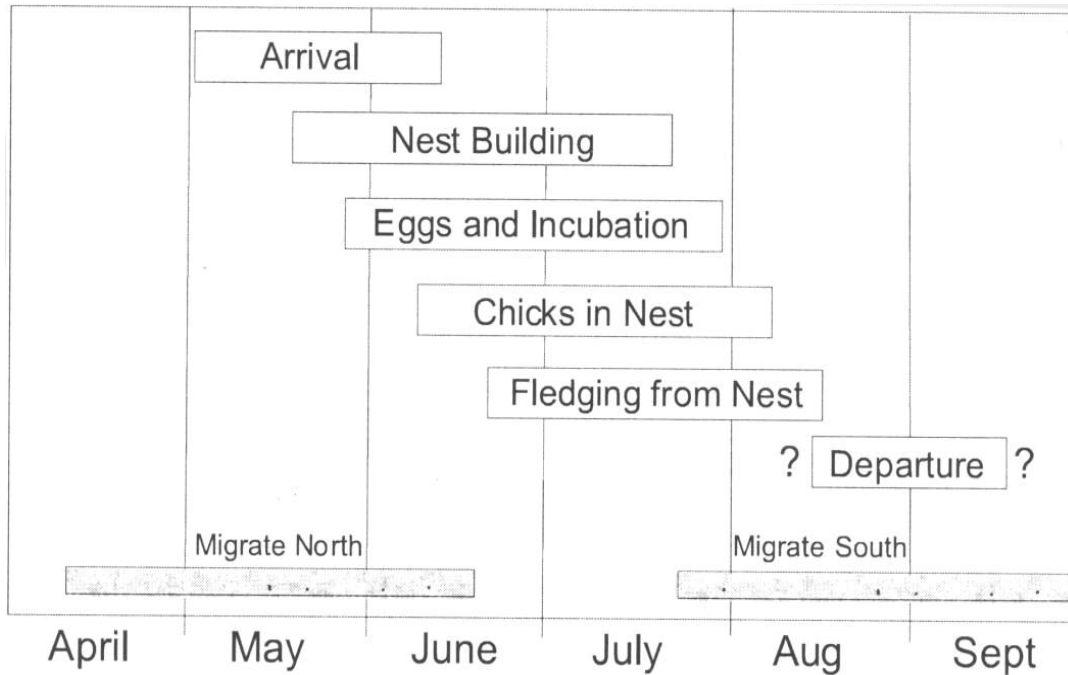 Arrival
Nest Building
Eggs and Incubation
Chicks in Nest
Fledging from Nest
? Departure ?
Migrate North Migrate South
April May June July Aug Sept